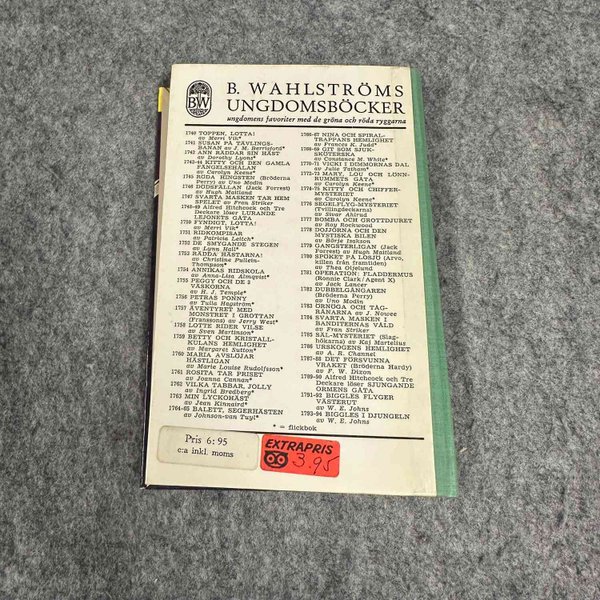 BW
B. WAHLSTRÖMS
UNGDOMSBÖCKER
ungdomens favoriter med de gröna och röda ryggarna
1740 TOPPEN, LOTTA!
av Merri Vik*
1741 SUSAN PÅ TÄVLINGS-
BANAN av J. M. Berrisford*
1742 ANN RÄDDAR SIN HÄST
av Dorothy Lyons*
1743-44 KITTY OCH DEN GAMLA
FÄNGELSEHÅLAN
av Carolyn Keene*
1745 RÖDA HINGSTEN (Bröderna
Perry) av Uno Modin
1746 DÖDSFÄLLAN (Jack Forrest)
av Hugh Maitland
1747 SVARTA MASKEN TAR HEM
SPELET av Fran Striker
1748-49 Alfred Hitchcock och Tre
Deckare löser LURANDE
LEJONETS GÅTA
1750 FYNDIGT, LOTTA!
av Merri Vik*
1751 RIDKOMPISAR
av Patricia Leitch*
1752 DE SMYGANDE STEGEN
av Lynn Hall*
1753 RÄDDA HÄSTARNA!
av Christine Pullein-
Thompson*
1754 ANNIKAS RIDSKOLA
av Anna-Lisa Almqvist*
1755 PEGGY OCH DE 2
VÄSKORNA
av H. J. Temple*
1756 PETRAS PONNY
av Tulla Hagström*
1757 ÄVENTYRET MED
MONSTRET I GROTTAN
(Franssons) av Jerry West*
1758 LOTTE RIDER VILSE
av Sven Martinson*
1759 BETTY OCH KRISTALL-
KULANS HEMLIGHET
av Margaret Sutton*
1760 MARIA AVSLÖJAR
HÄSTLIGAN
av Marie Louise Rudolfsson*
1761 ROSITA TAR PRISET
av Joanna Cannan*
1762 VILKA TABBAR, JOLLY
av Ingrid Bredberg*
1763 MIN LYCKOHÄST
av Jean Kinnaird*
1764-65 BALETT, SEGERHÄSTEN
av Johnson-van Tuyl*
1766-67 NINA OCH SPIRAL-
TRAPPANS HEMLIGHET
av Frances K. Judd*
1768-69 GIT SOM SJUK-
SKÖTERSKA
av Constance M. White*
1770-71 VICKI I DIMMORNAS DAL
av Julie Tatham*
1772-73 MARY, LOU OCH LÖNN-
RUMMETS GÅTA
av Carolyn Keene*
1774-75 KITTY OCH CHIFFER-
MYSTERIET
av Carolyn Keene*
1776 SEGELFLYG-MYSTERIET
(Tvillingdeckarna)
av Sivar Ahlrud
1777 BOMBA OCH GROTTDJURET
av Roy Rockwood
1778 DOJJORNA OCH DEN
MYSTISKA BILEN
av Börje Isakson
1779 GANGSTERLIGAN (Jack
Forrest) av Hugh Maitland
1780 SPÖKET PÅ LÖSJÖ (Arvo,
killen från framtiden)
av Thea Oljelund
1781 OPERATION: FLADDERMUS
(Ronnie Clark/Agent X)
av Jack Lancer
1782 DUBBELGÅNGAREN
(Bröderna Perry)
av Uno Modin
1783 ÖRNÖGA OCH TÅG-
RÅNARNA av J. Nowee
1784 SVARTA MASKEN I
BANDITERNAS VÅLD
av Fran Striker
1785 SÄL-MYSTERIET (Slag-
hökarna) av Kaj Martelius
1786 URSKOGENS HEMLIGHET
av A. R. Channel
1787-88 DET FÖRSVUNNA
VRAKET (Bröderna Hardy)
av F. W. Dixon
1789-90 Alfred Hitchcock och Tre
Deckare löser SJUNGANDE
ORMENS GÅTA
1791-92 BIGGLES FLYGER
VÄSTERUT
av W. E. Johns
1793-94 BIGGLES I DJUNGELN
av W. E. Johns
* = flickbok
Pris 6:95
c:a inkl. moms
EXTRAPRIS
3.95